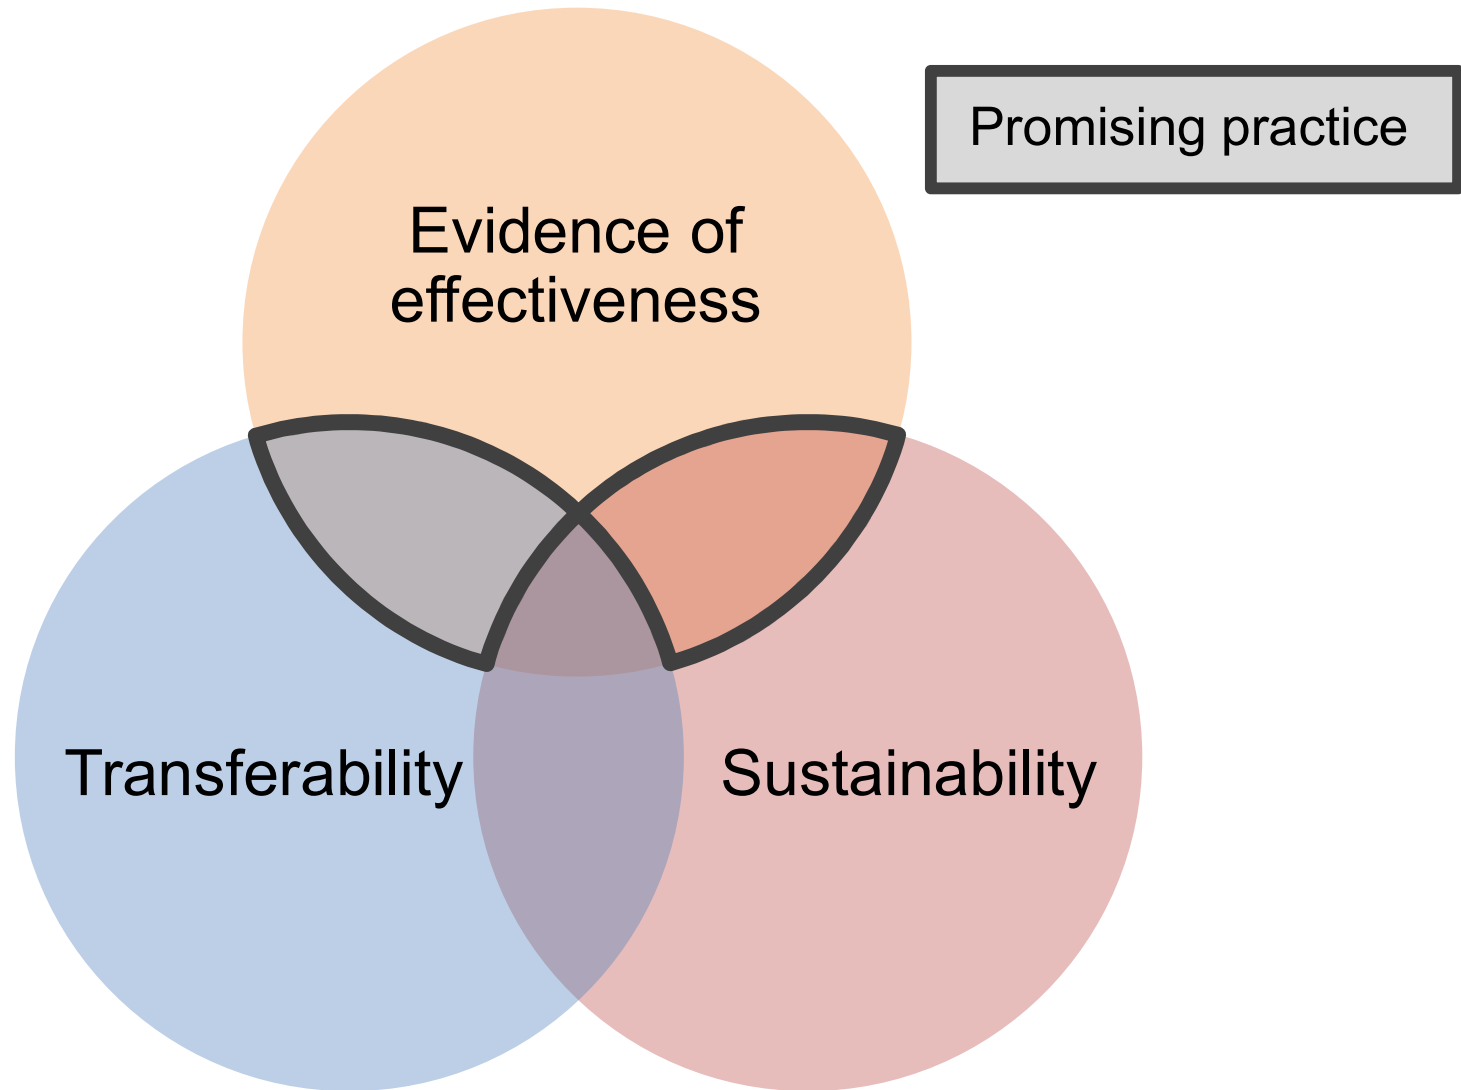 Promising practice
Evidence of
effectiveness
Transferability
Sustainability